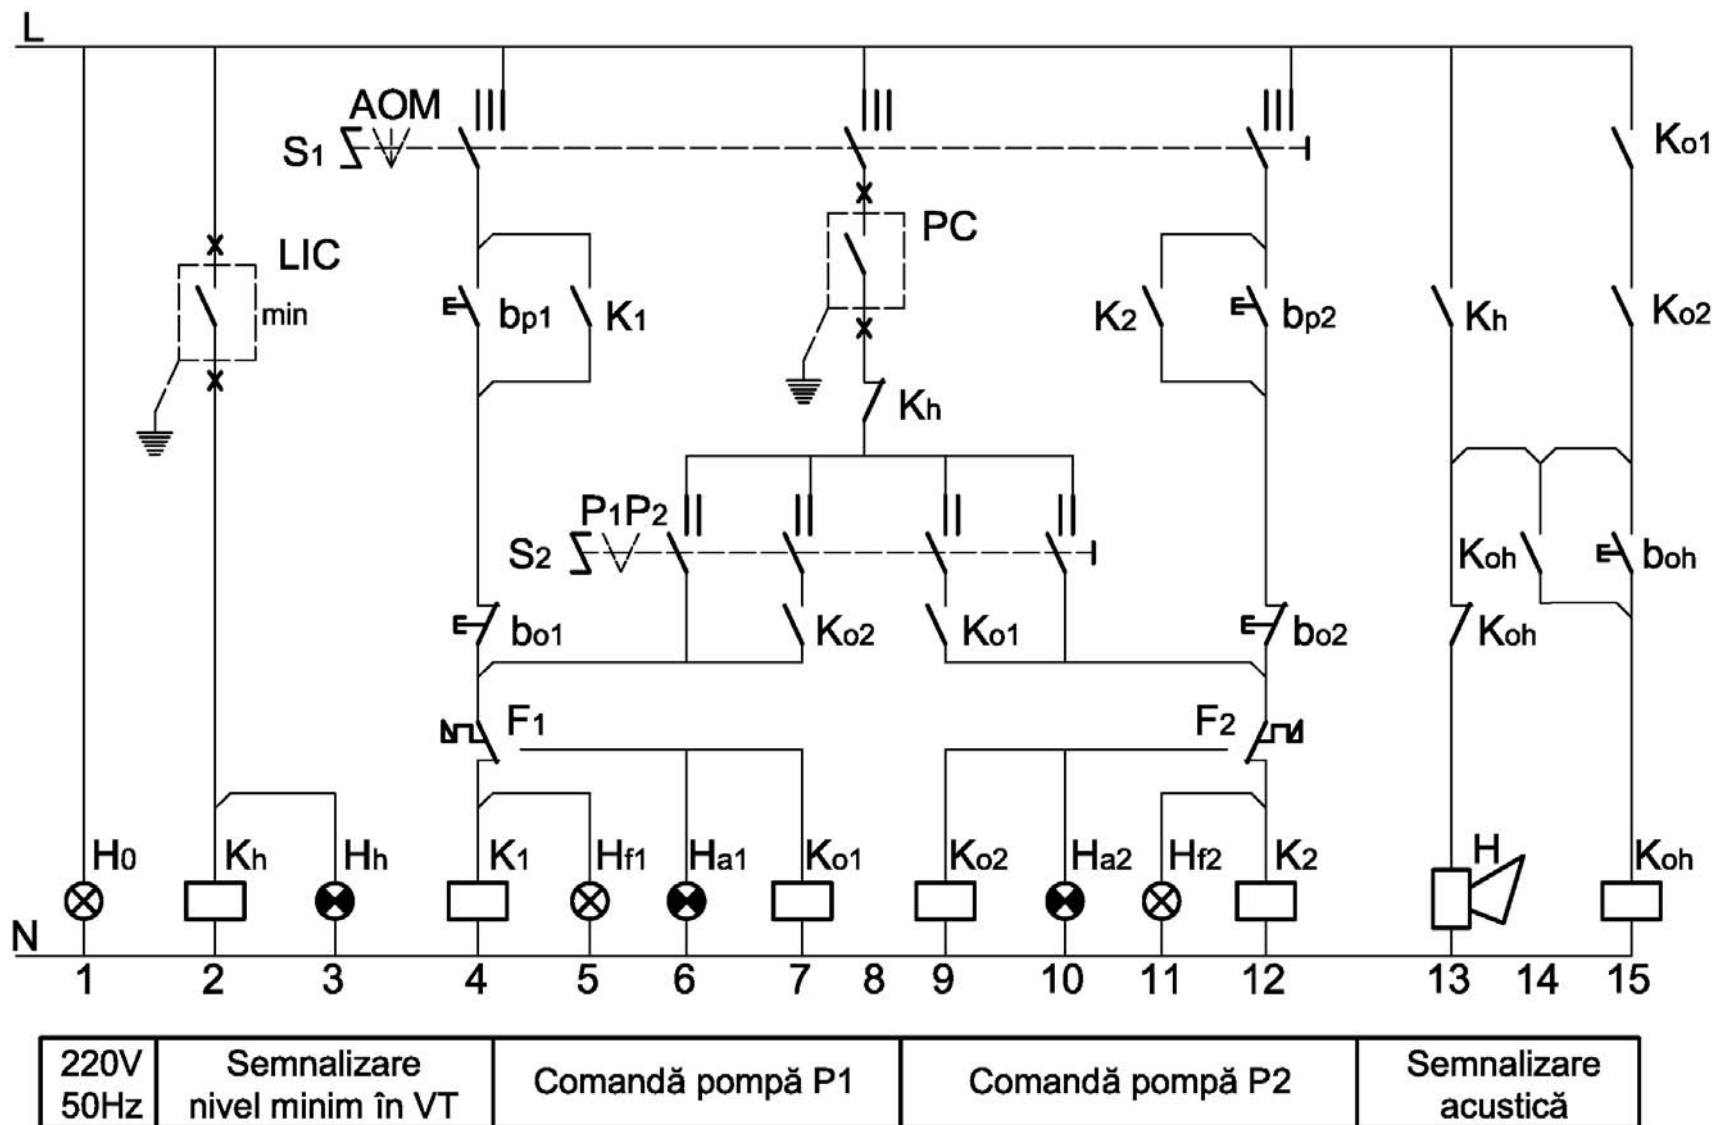 L
AOM
S1
Ko1
LIC
PC
min
bp1
K1
K2
bp2
Kh
Ko2
Kh
P1P2
S2
Koh
boh
bo1
Ko2
Ko1
bo2
Koh
F1
F2
H0
Kh
Hh
K1
Hf1
Ha1
Ko1
Ko2
Ha2
Hf2
K2
H
Koh
N
1 2 3 4 5 6 7 8 9 10 11 12 13 14 15
220V
50Hz
Semnalizare
nivel minim în VT
Comandă pompă P1
Comandă pompă P2
Semnalizare
acustică